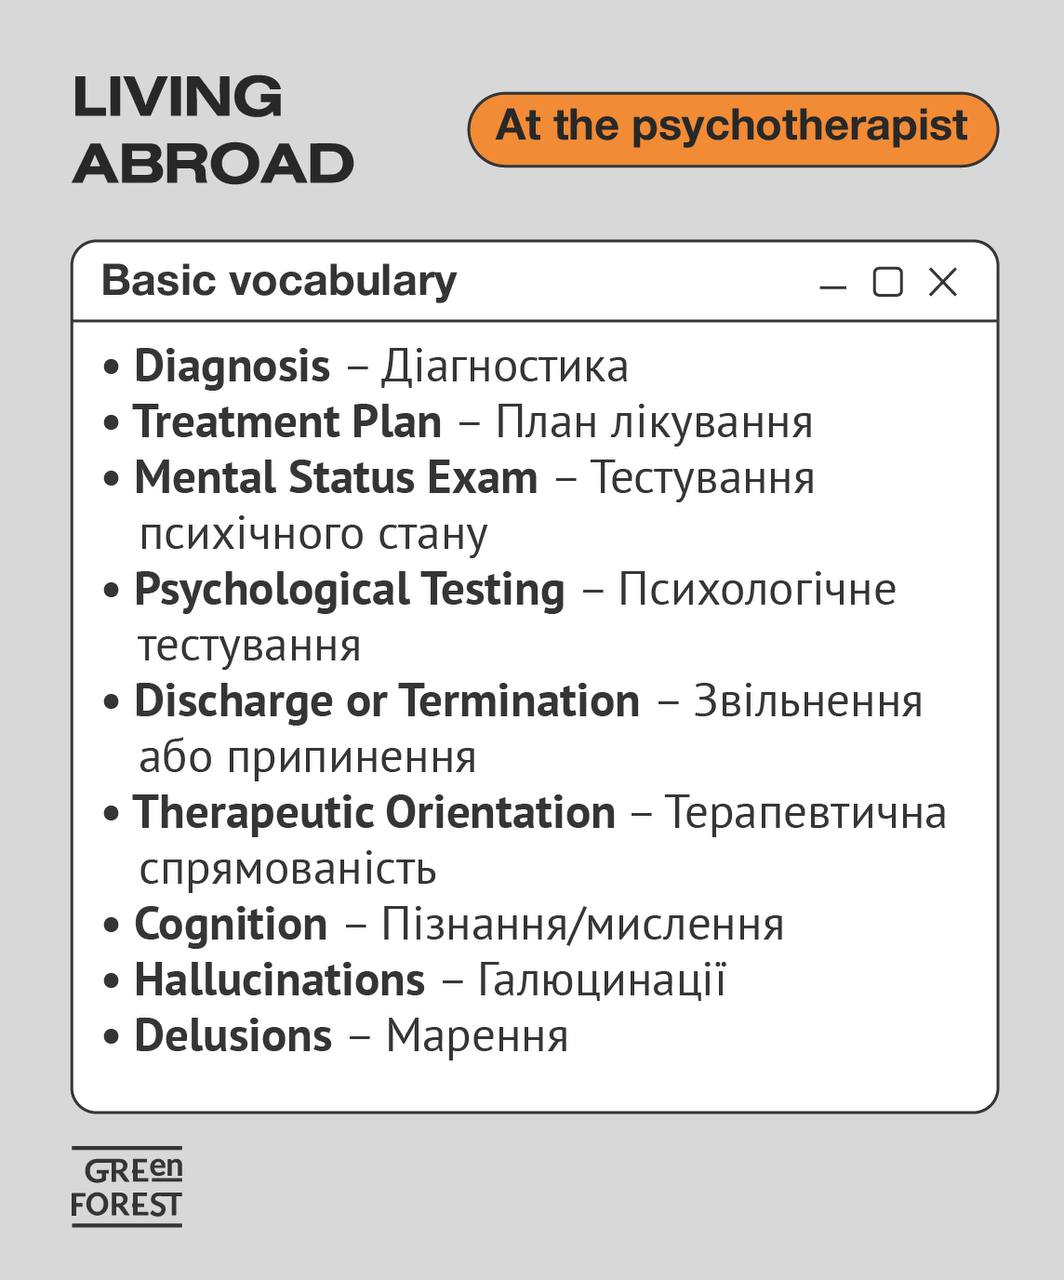 LIVING
ABROAD
At the psychotherapist
Basic vocabulary
• Diagnosis – Діагностика
• Treatment Plan – План лікування
• Mental Status Exam – Тестування
психічного стану
• Psychological Testing – Психологічне
тестування
• Discharge or Termination – Звільнення
або припинення
• Therapeutic Orientation – Терапевтична
спрямованість
• Cognition – Пізнання/мислення
• Hallucinations – Галюцинації
• Delusions – Марення
GREen
FOREST